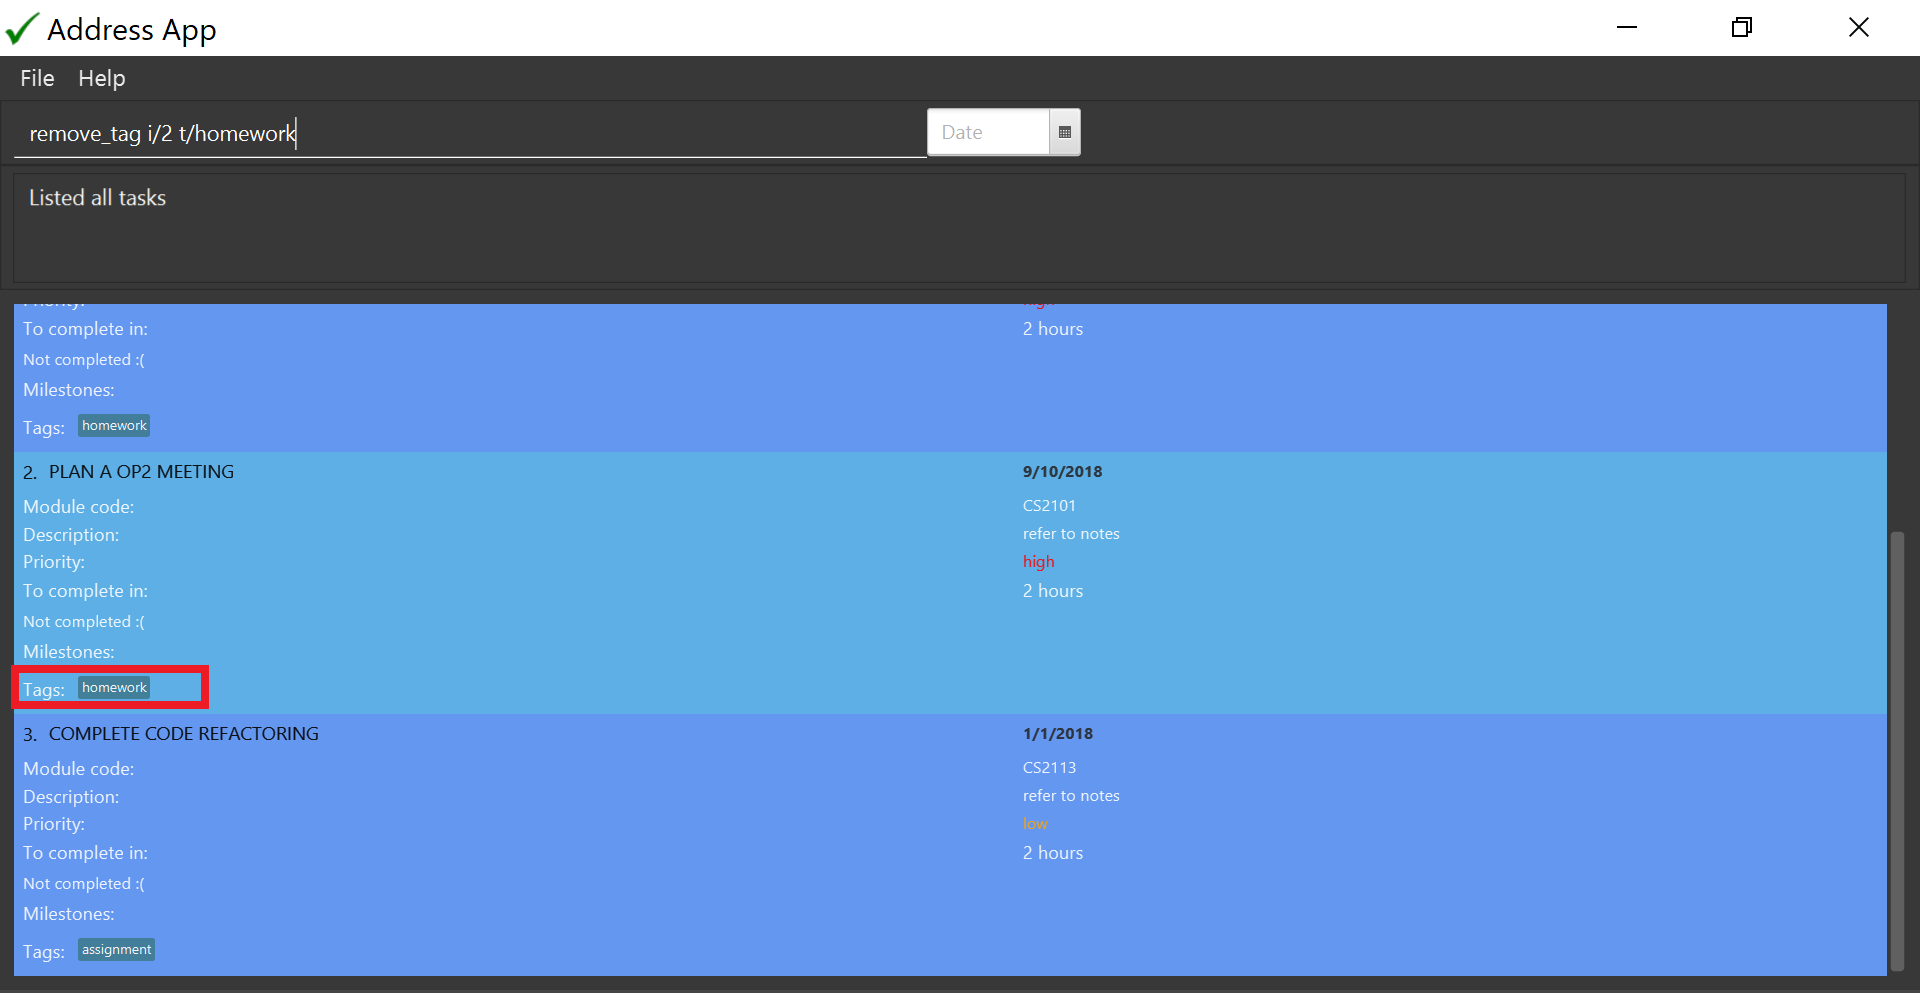 Address App
File Help
remove_tag i/2 t/homework
Date
Listed all tasks
To complete in: 2 hours
Not completed :(
Milestones:
Tags: homework
2. PLAN A OP2 MEETING 9/10/2018
Module code: CS2101
Description: refer to notes
Priority: high
To complete in: 2 hours
Not completed :(
Milestones:
Tags: homework
3. COMPLETE CODE REFACTORING 1/1/2018
Module code: CS2113
Description: refer to notes
Priority: low
To complete in: 2 hours
Not completed :(
Milestones:
Tags: assignment